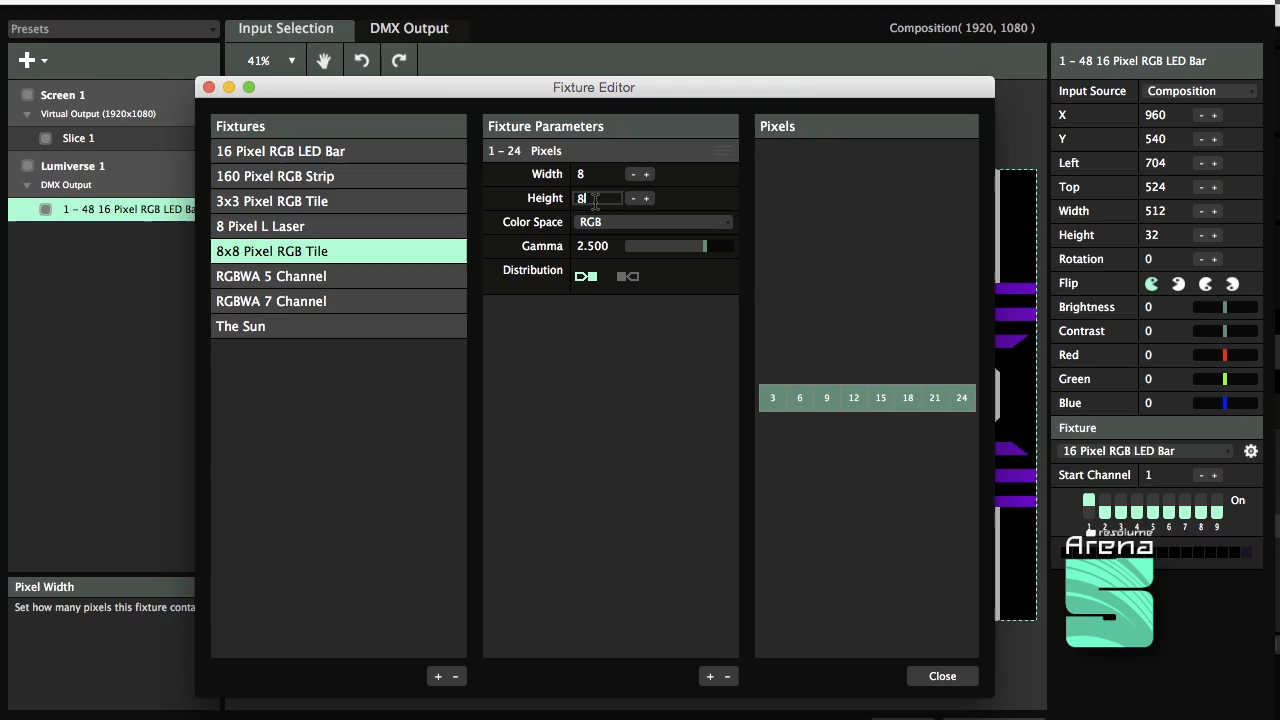 Presets
Input Selection
DMX Output
Composition( 1920, 1080 )
+
41%
1 - 48 16 Pixel RGB LED Bar
Fixture Editor
Screen 1
Virtual Output (1920x1080)
Slice 1
Lumiverse 1
DMX Output
1 - 48 16 Pixel RGB LED Ba
Pixel Width
Set how many pixels this fixture conta
Fixtures
16 Pixel RGB LED Bar
160 Pixel RGB Strip
3x3 Pixel RGB Tile
8 Pixel L Laser
8x8 Pixel RGB Tile
RGBWA 5 Channel
RGBWA 7 Channel
The Sun
+ -
Fixture Parameters
1 - 24 Pixels
Width 8 - +
Height 8 - +
Color Space RGB
Gamma 2.500
Distribution
+ -
Pixels
3 6 9 12 15 18 21 24
Close
Input Source Composition
X 960 - +
Y 540 - +
Left 704 - +
Top 524 - +
Width 512 - +
Height 32 - +
Rotation 0 - +
Flip
Brightness 0
Contrast 0
Red 0
Green 0
Blue 0
Fixture
16 Pixel RGB LED Bar
Start Channel 1 - +
On
1 2 3 4 5 6 7 8 9
resolume
Arena
5